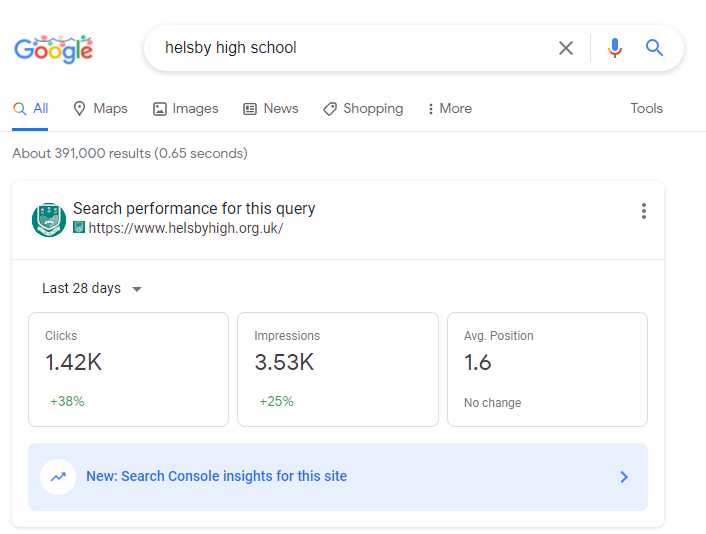 Google
helsby high school
All Maps Images News Shopping More Tools
About 391,000 results (0.65 seconds)
Search performance for this query
https://www.helsbyhigh.org.uk/
Last 28 days
Clicks Impressions Avg. Position
1.42K 3.53K 1.6
+38% +25% No change
New: Search Console insights for this site